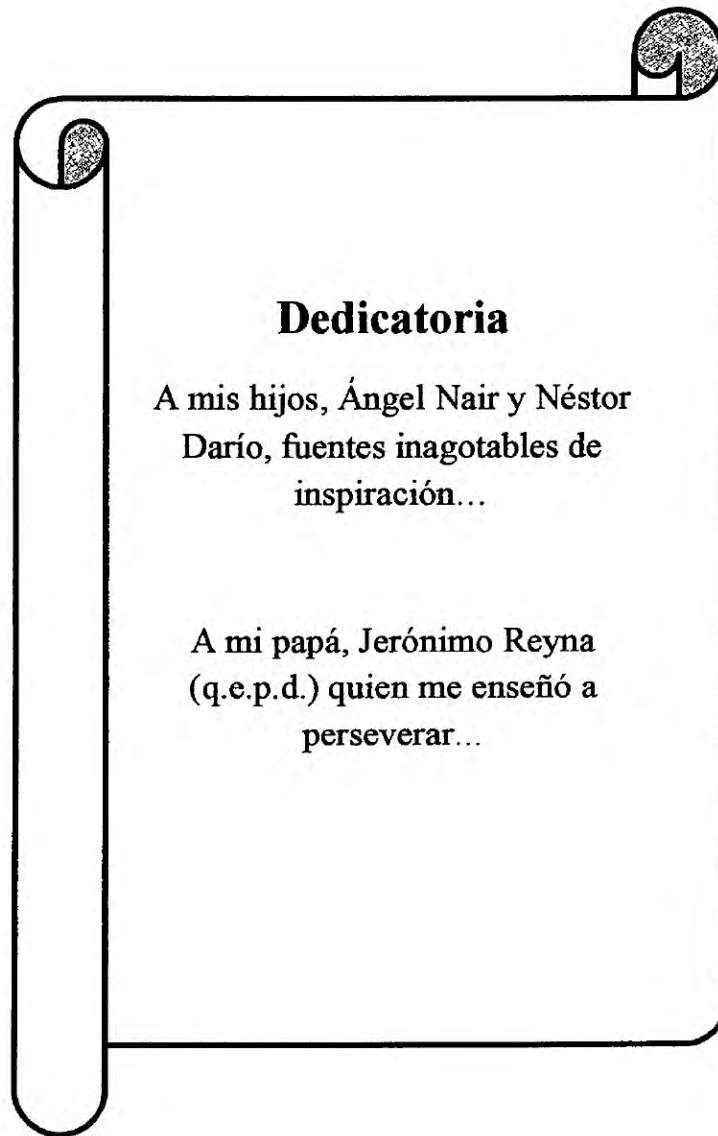 Dedicatoria
A mis hijos, Ángel Nair y Néstor
Darío, fuentes inagotables de
inspiración…
A mi papá, Jerónimo Reyna
(q.e.p.d.) quien me enseñó a
perseverar…